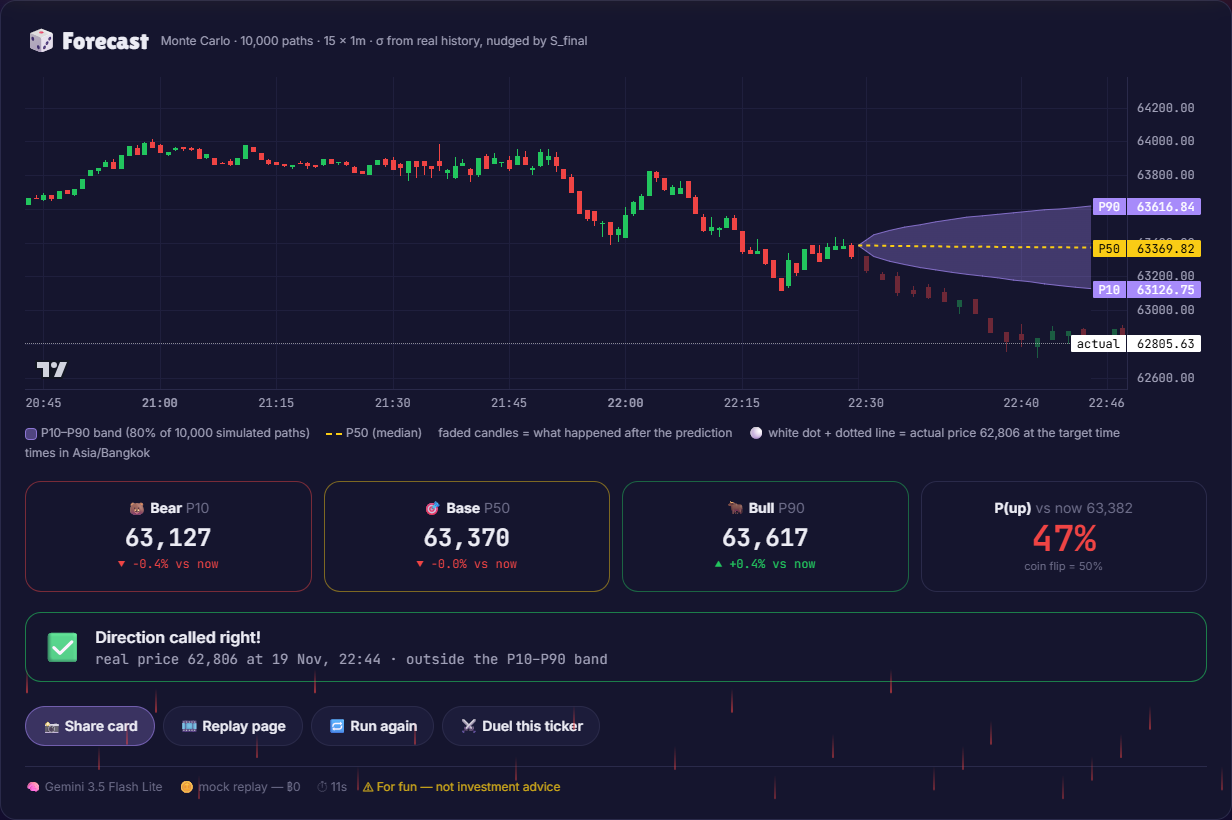 Forecast Monte Carlo · 10,000 paths · 15 × 1m · σ from real history, nudged by S_final
64200.00
64000.00
63800.00
P90 63616.84
P50 63369.82
63200.00
P10 63126.75
63000.00
actual 62805.63
62600.00
20:45 21:00 21:15 21:30 21:45 22:00 22:15 22:30 22:40 22:46
P10–P90 band (80% of 10,000 simulated paths) P50 (median) faded candles = what happened after the prediction white dot + dotted line = actual price 62,806 at the target time
times in Asia/Bangkok
Bear P10
63,127
▼ -0.4% vs now
Base P50
63,370
▼ -0.0% vs now
Bull P90
63,617
▲ +0.4% vs now
P(up) vs now 63,382
47%
coin flip = 50%
Direction called right!
real price 62,806 at 19 Nov, 22:44 · outside the P10–P90 band
Share card Replay page Run again Duel this ticker
Gemini 3.5 Flash Lite mock replay — ฿0 11s ⚠ For fun — not investment advice